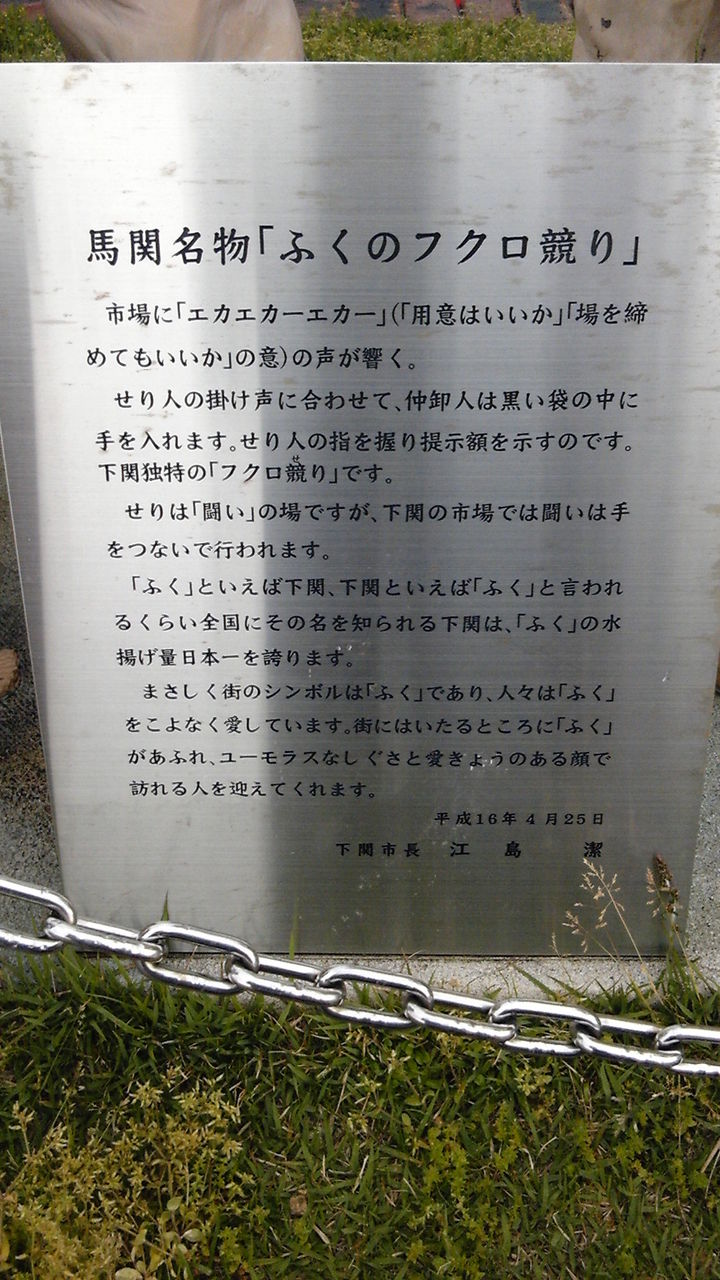 馬関名物「ふくのフクロ競り」
市場に「エカエカーエカー」(「用意はいいか」「場を締
めてもいいか」の意)の声が響く。
せり人の掛け声に合わせて、仲卸人は黒い袋の中に
手を入れます。せり人の指を握り提示額を示すのです。
せ
下関独特の「フクロ競り」です。
せりは「闘い」の場ですが、下関の市場では闘いは手
をつないで行われます。
「ふく」といえば下関、下関といえば「ふく」と言われ
るくらい全国にその名を知られる下関は、「ふく」の水
揚げ量日本一を誇ります。
まさしく街のシンボルは「ふく」であり、人々は「ふく」
をこよなく愛しています。街にはいたるところに「ふく」
があふれ、ユーモラスなしぐさと愛きょうのある顔で
訪れる人を迎えてくれます。
平成16年4月25日
下関市長 江島 潔